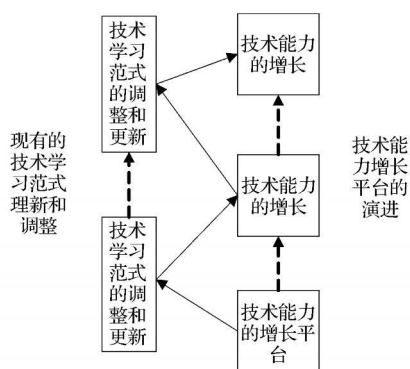 技术
学习
范式
的调
整和
更新
技术能力
的增长
现有的
技术学
习范式
理新和
调整
技术能
力增长
平台的
演进
技术能力
的增长
技术
学习
范式
的调
整和
更新
技术能力
的增长平
台